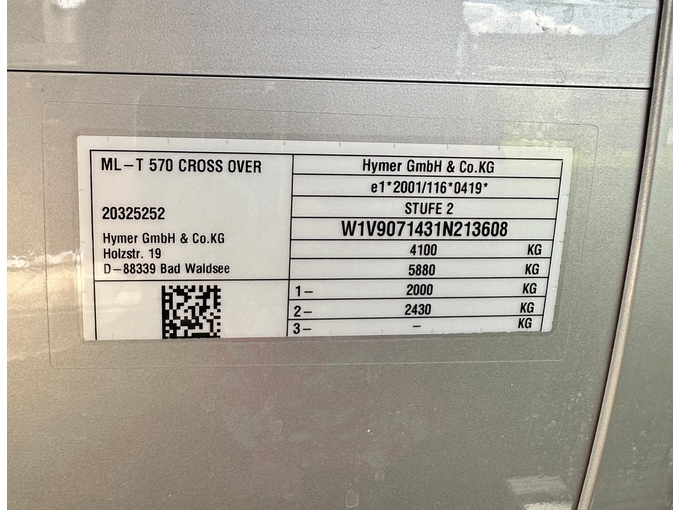 ML-T 570 CROSS OVER
20325252
Hymer GmbH & Co.KG
Holzstr. 19
D-88339 Bad Waldsee
Hymer GmbH & Co.KG
e1*2001/116*0419*
STUFE 2
W1V9071431N213608
4100 KG
5880 KG
1- 2000 KG
2- 2430 KG
3- - KG